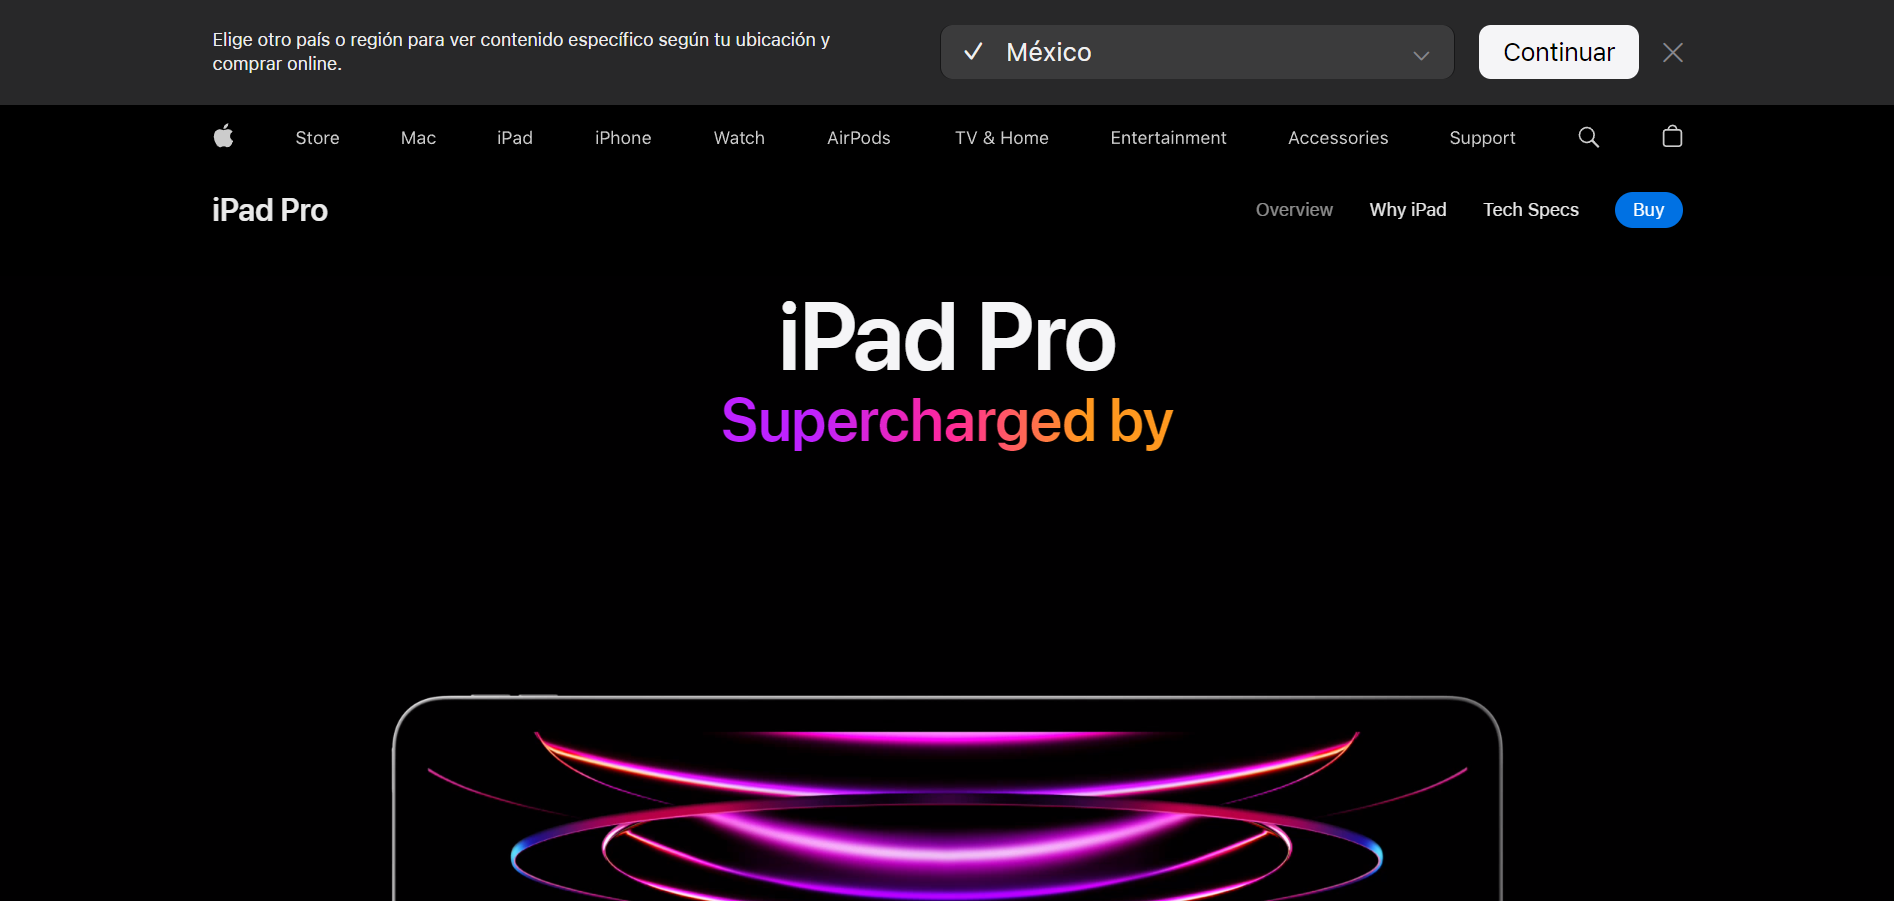 Elige otro país o región para ver contenido específico según tu ubicación y
comprar online.
México
Continuar
Store Mac iPad iPhone Watch AirPods TV & Home Entertainment Accessories Support
iPad Pro
Overview Why iPad Tech Specs Buy
iPad Pro
Supercharged by